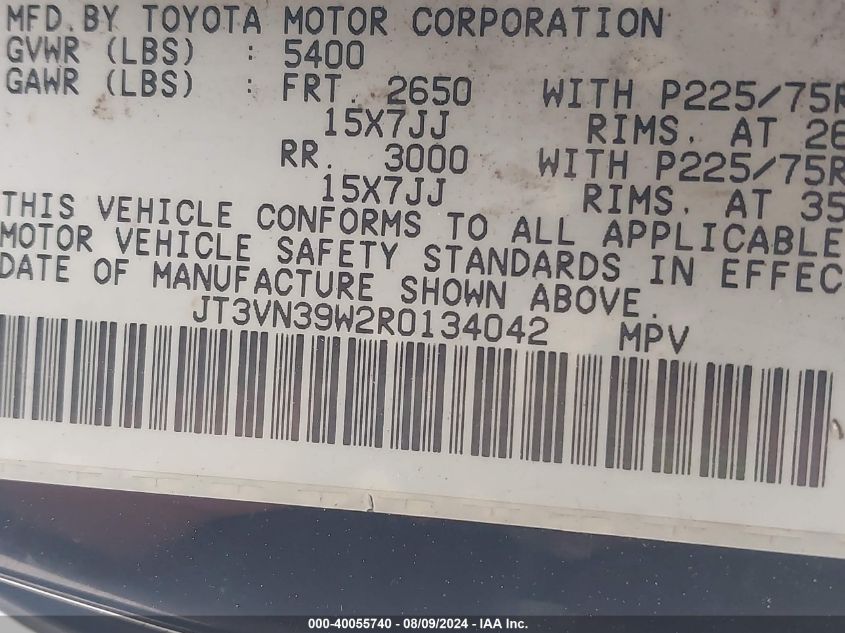 MFD.BY TOYOTA MOTOR CORPORATION
GVWR (LBS) : 5400
GAWR (LBS) : FRT. 2650 WITH P225/75R
15X7JJ RIMS. AT 26
RR. 3000 WITH P225/75R
15X7JJ RIMS. AT 35
THIS VEHICLE CONFORMS TO ALL APPLICABLE
MOTOR VEHICLE SAFETY STANDARDS IN EFFEC
DATE OF MANUFACTURE SHOWN ABOVE.
JT3VN39W2R0134042 MPV
000-40055740 - 08/09/2024 - IAA Inc.